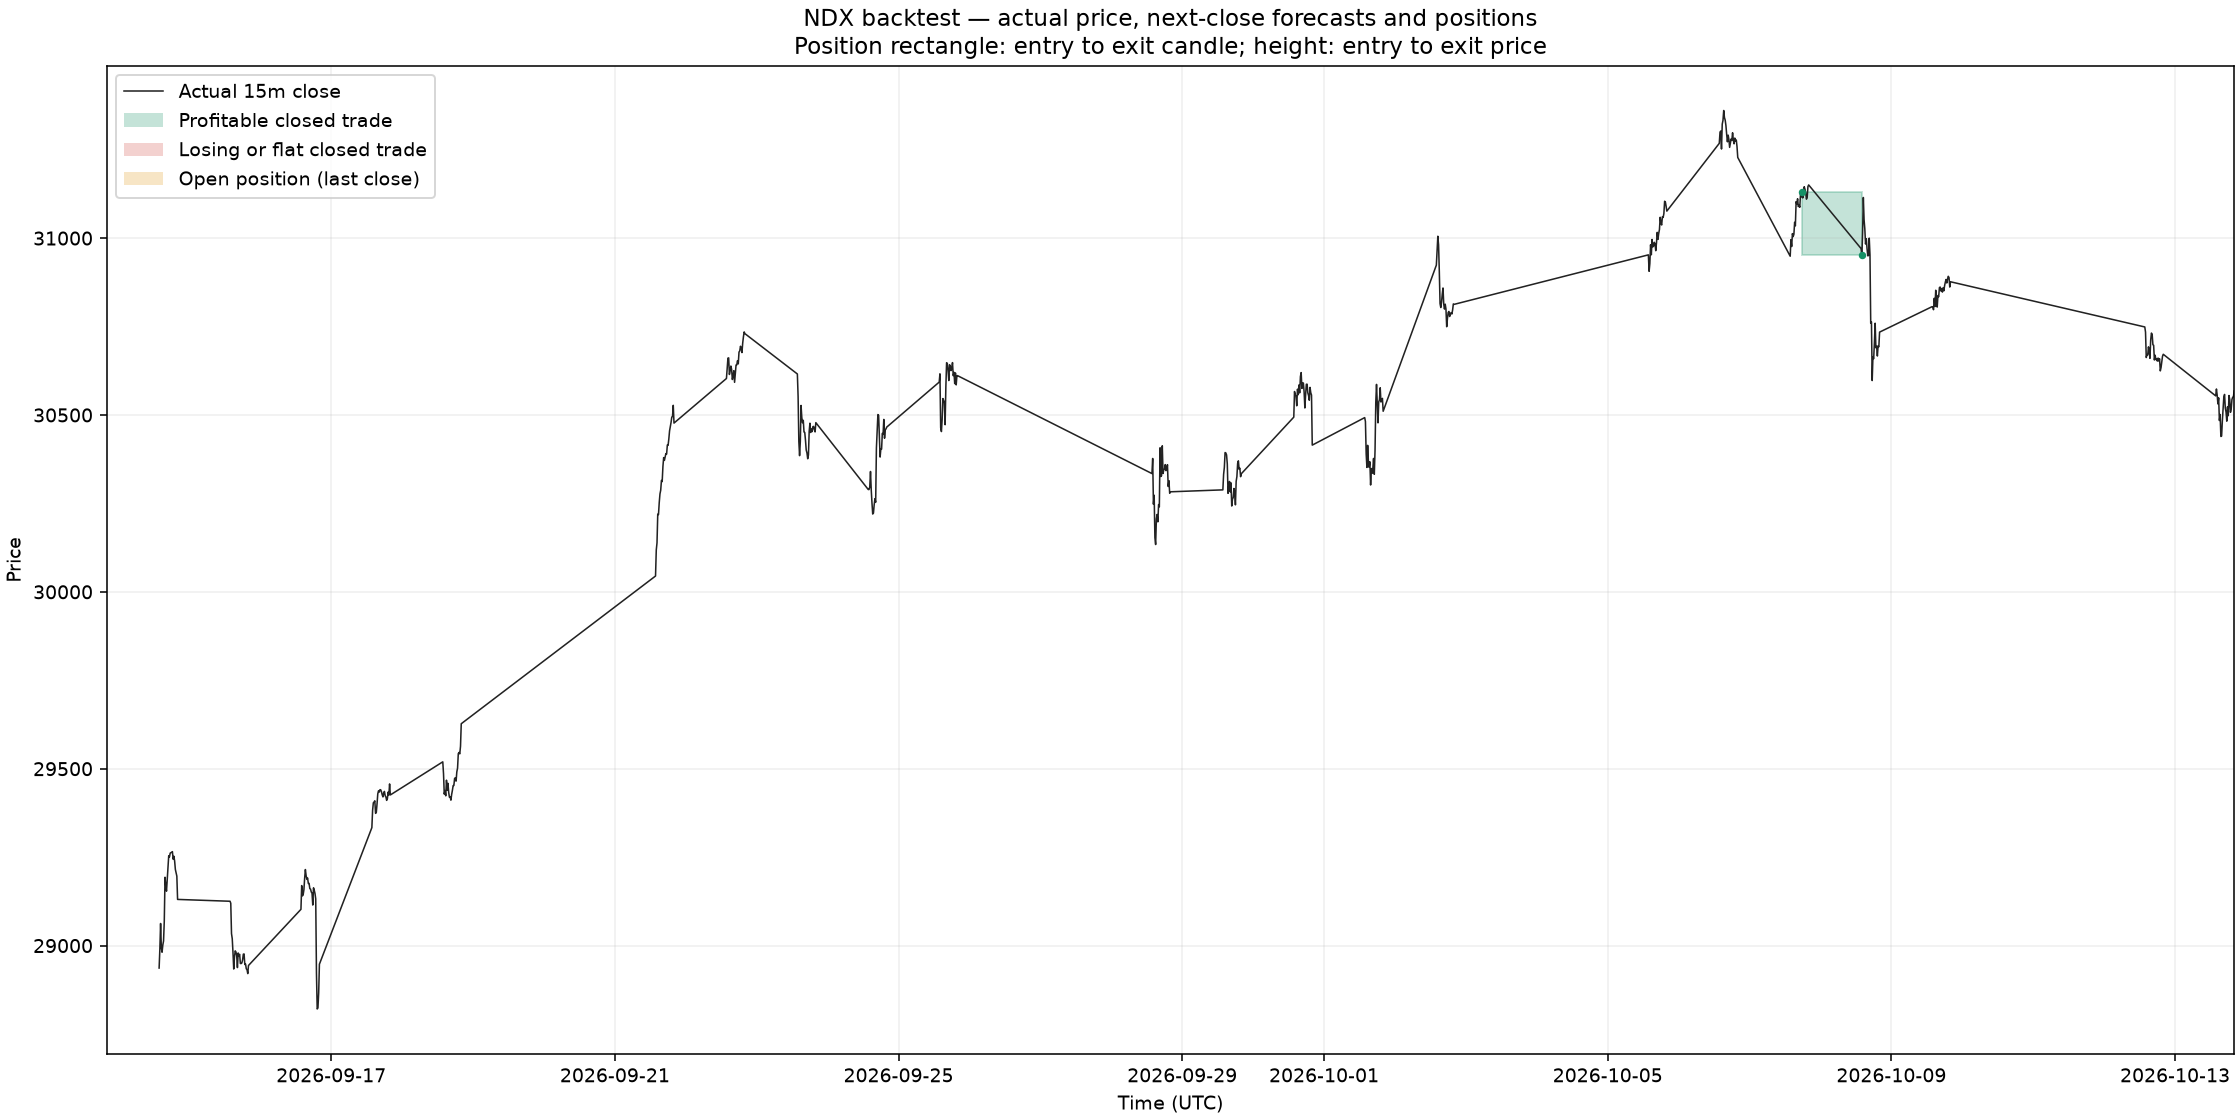 NDX backtest — actual price, next-close forecasts and positions
Position rectangle: entry to exit candle; height: entry to exit price
Actual 15m close
Profitable closed trade
Losing or flat closed trade
Open position (last close)
Price
31000
30500
30000
29500
29000
2026-09-17 2026-09-21 2026-09-25 2026-09-29 2026-10-01 2026-10-05 2026-10-09 2026-10-13
Time (UTC)